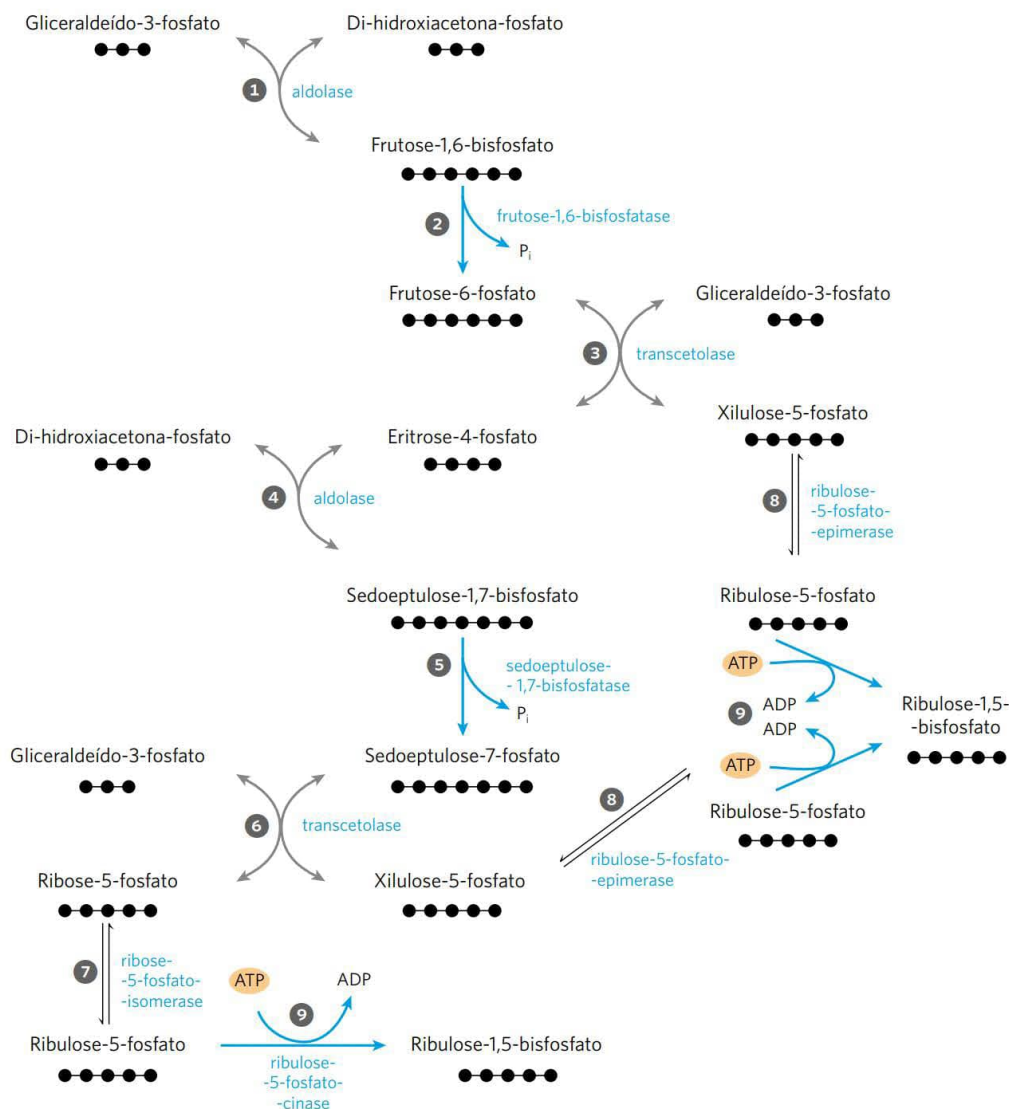 Gliceraldeído-3-fosfato
Di-hidroxiacetona-fosfato
1
aldolase
Frutose-1,6-bisfosfato
2
frutose-1,6-bisfosfatase
Pi
Frutose-6-fosfato
Gliceraldeído-3-fosfato
3
transcetolase
Di-hidroxiacetona-fosfato
Eritrose-4-fosfato
Xilulose-5-fosfato
4
aldolase
8
ribulose-
-5-fosfato-
-epimerase
Sedoeptulose-1,7-bisfosfato
Ribulose-5-fosfato
5
sedoeptulose-
- 1,7-bisfosfatase
Pi
ATP
9
ADP
ADP
ATP
Ribulose-1,5-
-bisfosfato
Gliceraldeído-3-fosfato
Sedoeptulose-7-fosfato
Ribulose-5-fosfato
6
transcetolase
8
ribulose-5-fosfato-
-epimerase
Ribose-5-fosfato
Xilulose-5-fosfato
7
ribose-
-5-fosfato-
-isomerase
ATP
ADP
9
Ribulose-5-fosfato
ribulose-
-5-fosfato-
-cinase
Ribulose-1,5-bisfosfato